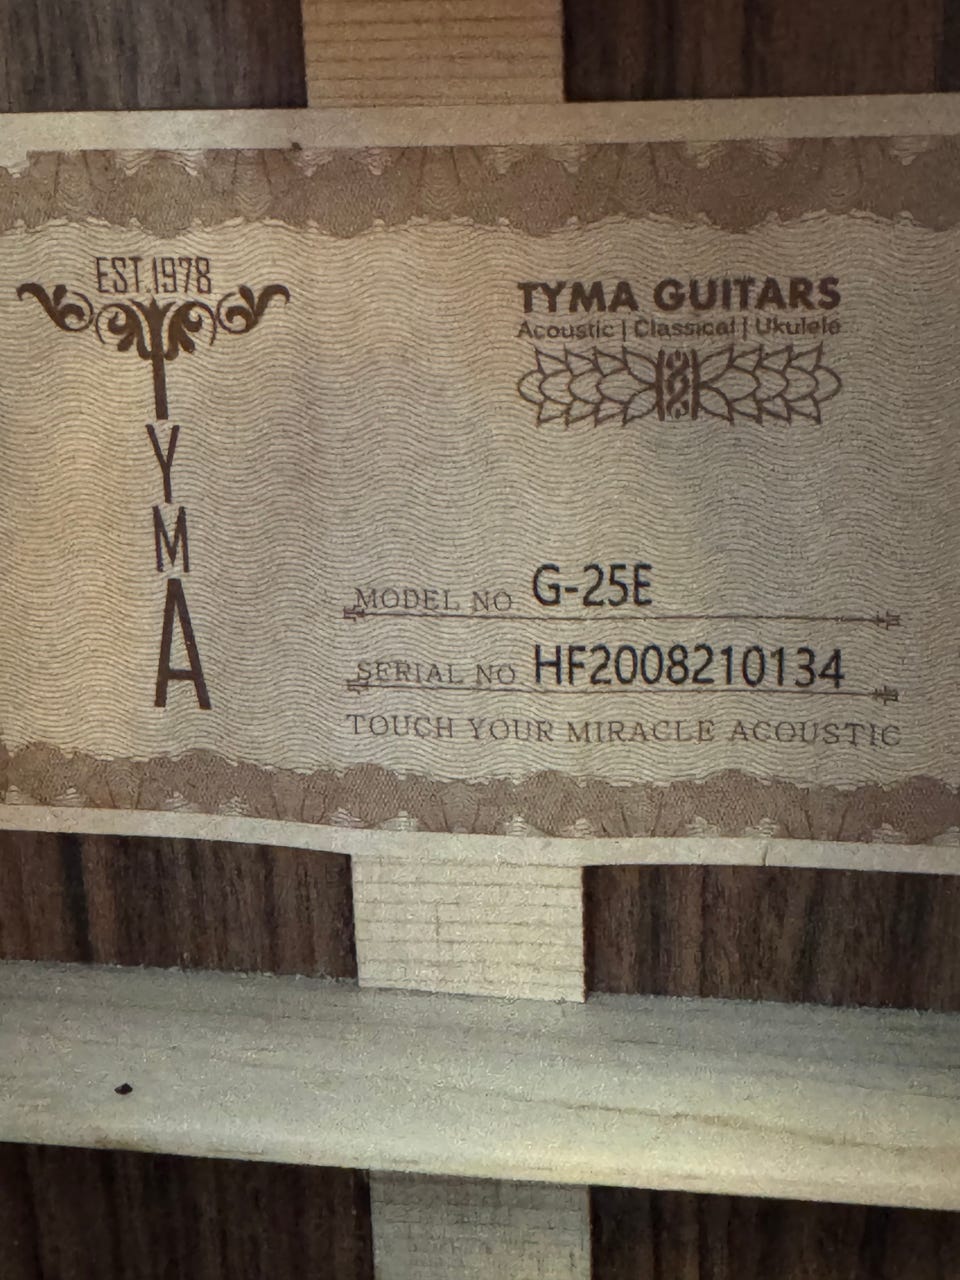 EST.1978
TYMA
TYMA GUITARS
Acoustic | Classical | Ukulele
MODEL NO G-25E
SERIAL NO HF2008210134
TOUCH YOUR MIRACLE ACOUSTIC